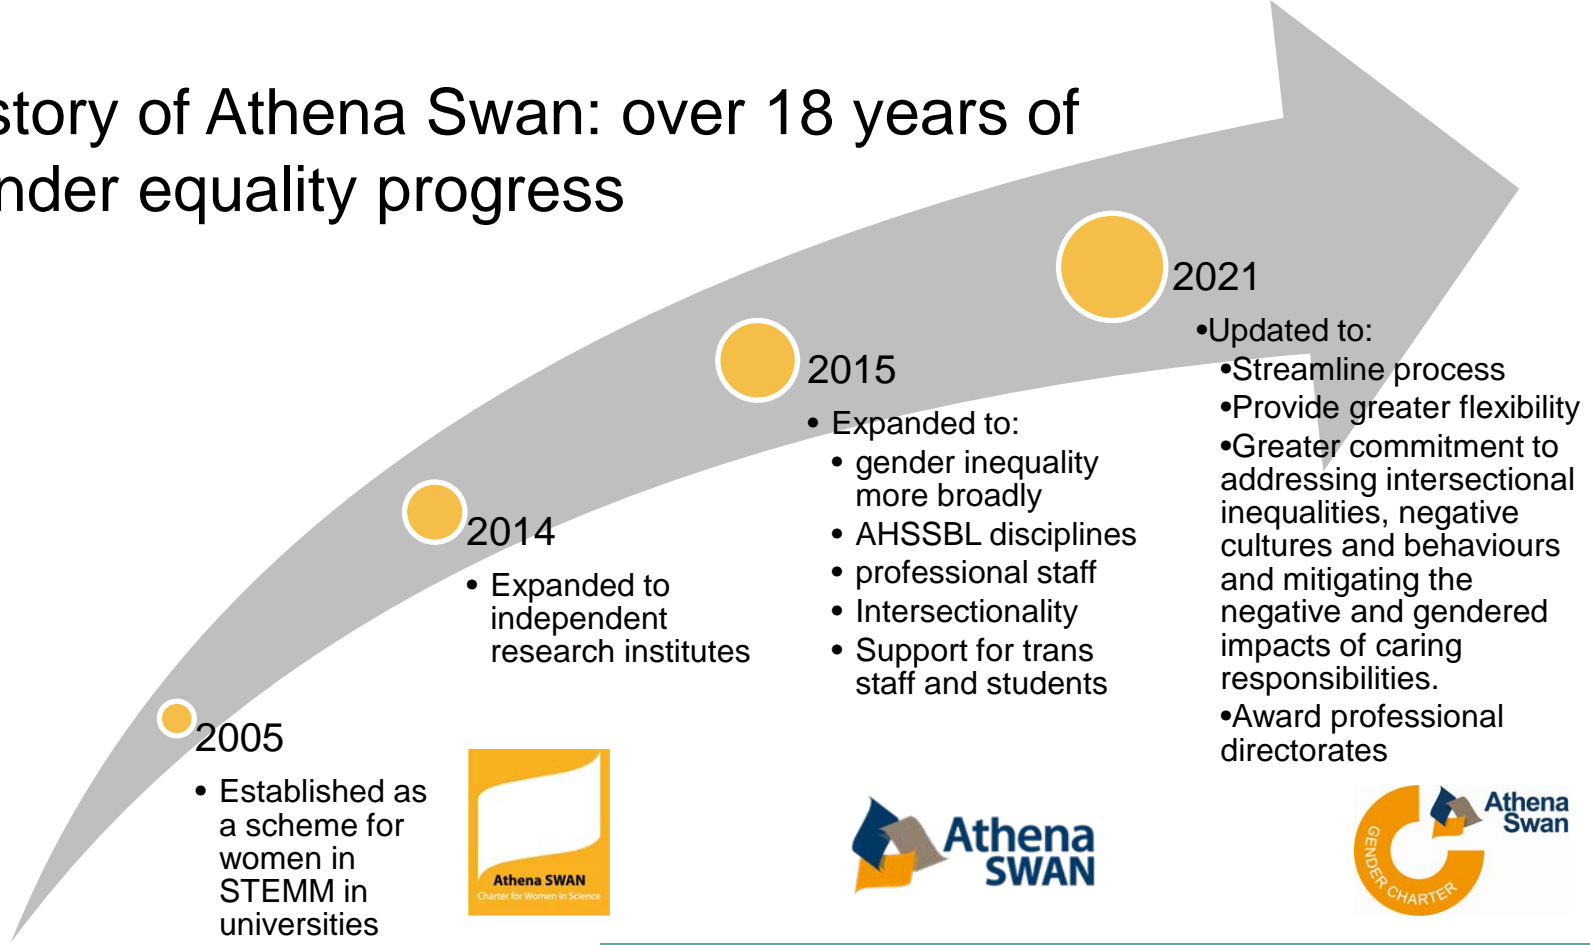 story of Athena Swan: over 18 years of
nder equality progress
2021
•Updated to:
•Streamline process
•Provide greater flexibility
•Greater commitment to
addressing intersectional
inequalities, negative
cultures and behaviours
and mitigating the
negative and gendered
impacts of caring
responsibilities.
•Award professional
directorates
2015
• Expanded to:
• gender inequality
more broadly
• AHSSBL disciplines
• professional staff
• Intersectionality
• Support for trans
staff and students
2014
• Expanded to
independent
research institutes
2005
• Established as
a scheme for
women in
STEMM in
universities
Athena SWAN
Charter for Women in Science
Athena
SWAN
Athena
Swan
GENDER CHARTER